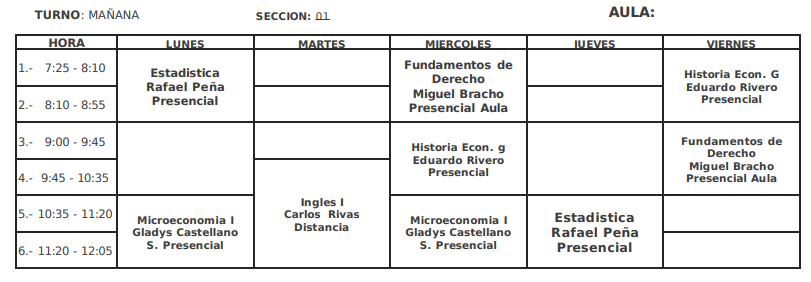 TURNO: MAÑANA SECCION: 01 AULA:
HORA LUNES MARTES MIERCOLES JUEVES VIERNES
1.- 7:25 - 8:10
2.- 8:10 - 8:55
Estadistica
Rafael Peña
Presencial
Fundamentos de
Derecho
Miguel Bracho
Presencial Aula
Historia Econ. G
Eduardo Rivero
Presencial
3.- 9:00 - 9:45
4.- 9:45 - 10:35
Historia Econ. g
Eduardo Rivero
Presencial
Fundamentos de
Derecho
Miguel Bracho
Presencial Aula
5.- 10:35 - 11:20
6.- 11:20 - 12:05
Microeconomia I
Gladys Castellano
S. Presencial
Ingles I
Carlos Rivas
Distancia
Microeconomia I
Gladys Castellano
S. Presencial
Estadistica
Rafael Peña
Presencial